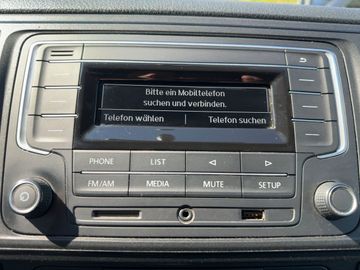 Bitte ein Mobiltelefon
suchen und verbinden.
Telefon wählen | Telefon suchen
PHONE LIST
FM/AM MEDIA MUTE SETUP